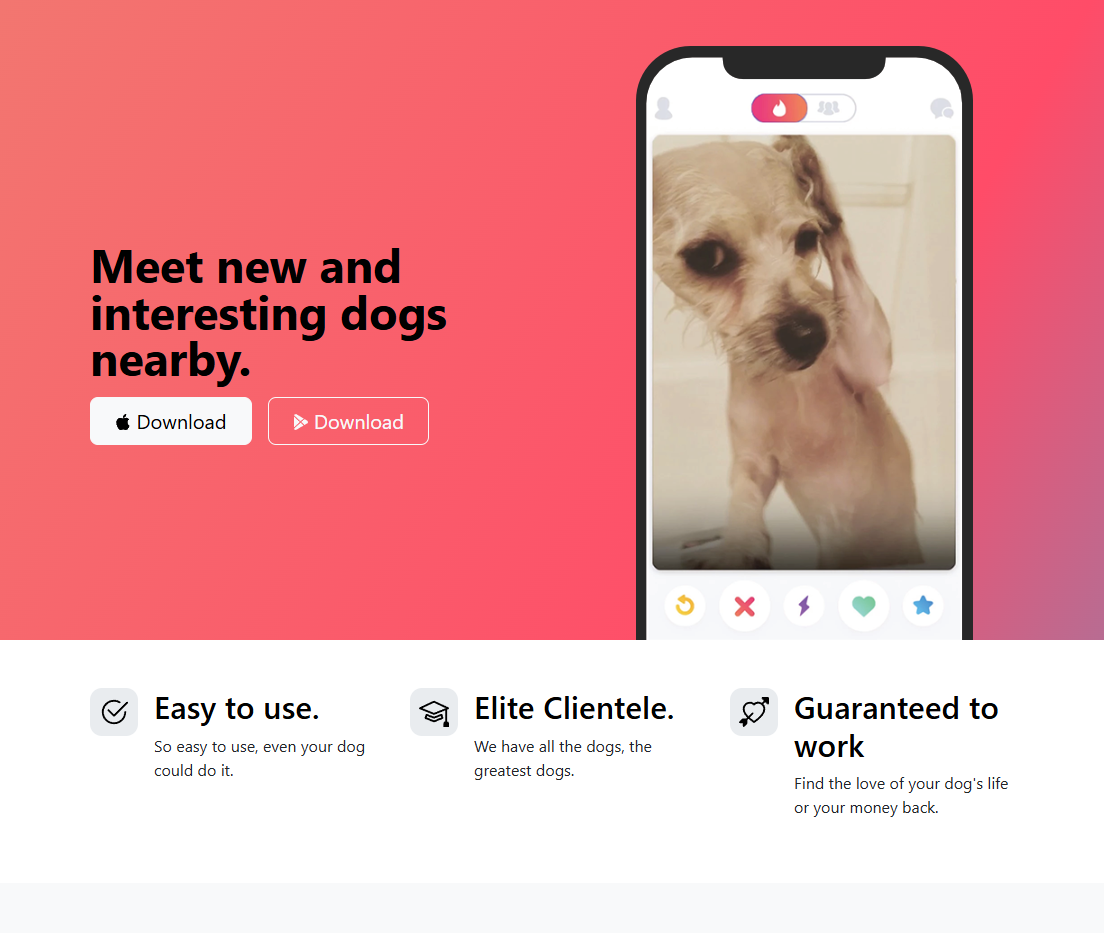 Meet new and
interesting dogs
nearby.
Download
Download
Easy to use.
So easy to use, even your dog
could do it.
Elite Clientele.
We have all the dogs, the
greatest dogs.
Guaranteed to
work
Find the love of your dog's life
or your money back.